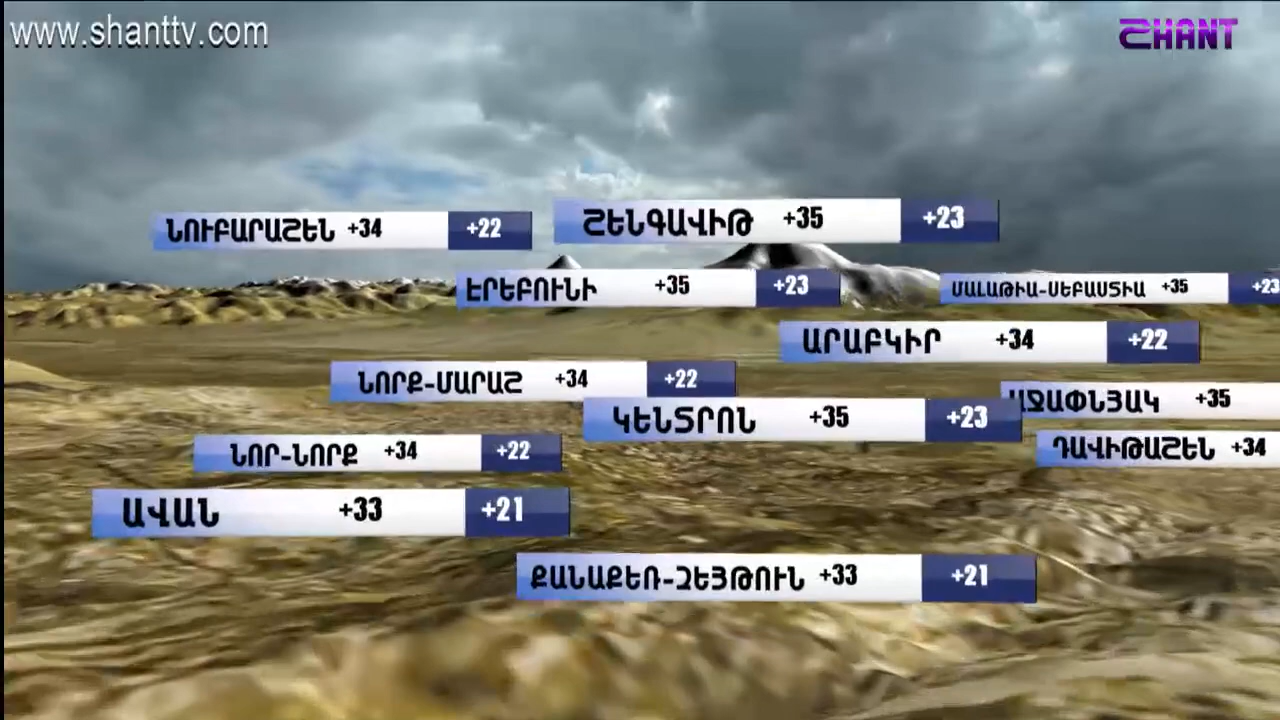 www.shanttv.com
SHANT
ՆՈՒԲԱՐԱՇԵՆ +34 +22
ՇԵՆԳԱՎԻԹ +35 +23
ԷՐԵԲՈՒՆԻ +35 +23
ՄԱԼԱԹԻԱ-ՍԵԲԱՍՏԻԱ +35 +23
ԱՐԱԲԿԻՐ +34 +22
ՆՈՐՔ-ՄԱՐԱՇ +34 +22
ԱՋԱՓՆՅԱԿ +35
ԿԵՆՏՐՈՆ +35 +23
ԴԱՎԻԹԱՇԵՆ +34
ՆՈՐ-ՆՈՐՔ +34 +22
ԱՎԱՆ +33 +21
ՔԱՆԱՔԵՌ-ԶԵՅԹՈՒՆ +33 +21